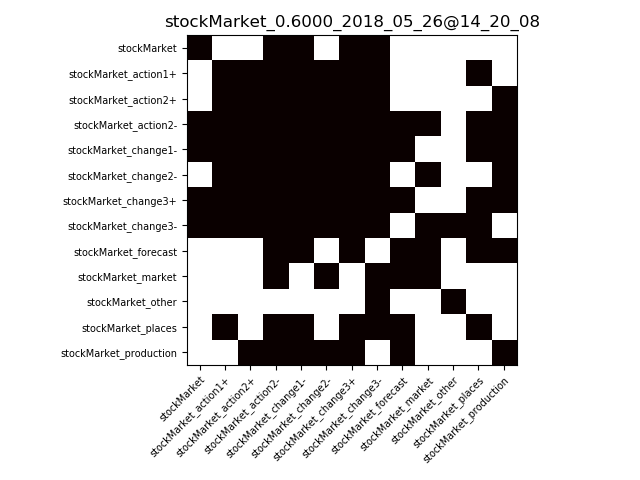 stockMarket_0.6000_2018_05_26@14_20_08
stockMarket
stockMarket_action1+
stockMarket_action2+
stockMarket_action2-
stockMarket_change1-
stockMarket_change2-
stockMarket_change3+
stockMarket_change3-
stockMarket_forecast
stockMarket_market
stockMarket_other
stockMarket_places
stockMarket_production
stockMarket
stockMarket_action1+
stockMarket_action2+
stockMarket_action2-
stockMarket_change1-
stockMarket_change2-
stockMarket_change3+
stockMarket_change3-
stockMarket_forecast
stockMarket_market
stockMarket_other
stockMarket_places
stockMarket_production